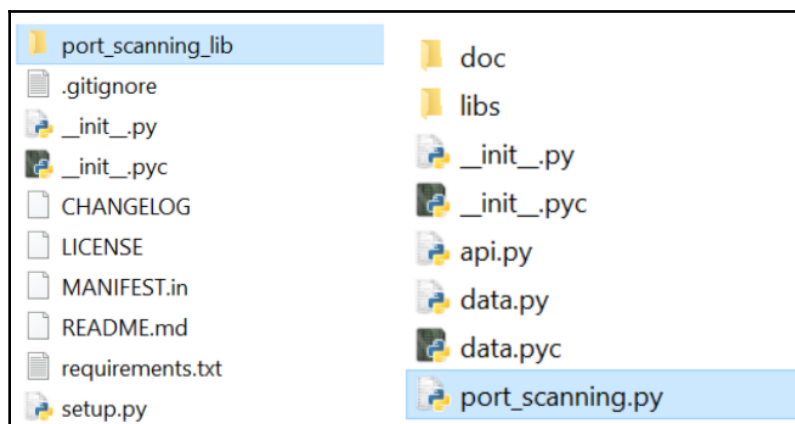 port_scanning_lib
.gitignore
__init__.py
__init__.pyc
CHANGELOG
LICENSE
MANIFEST.in
README.md
requirements.txt
setup.py
doc
libs
__init__.py
__init__.pyc
api.py
data.py
data.pyc
port_scanning.py